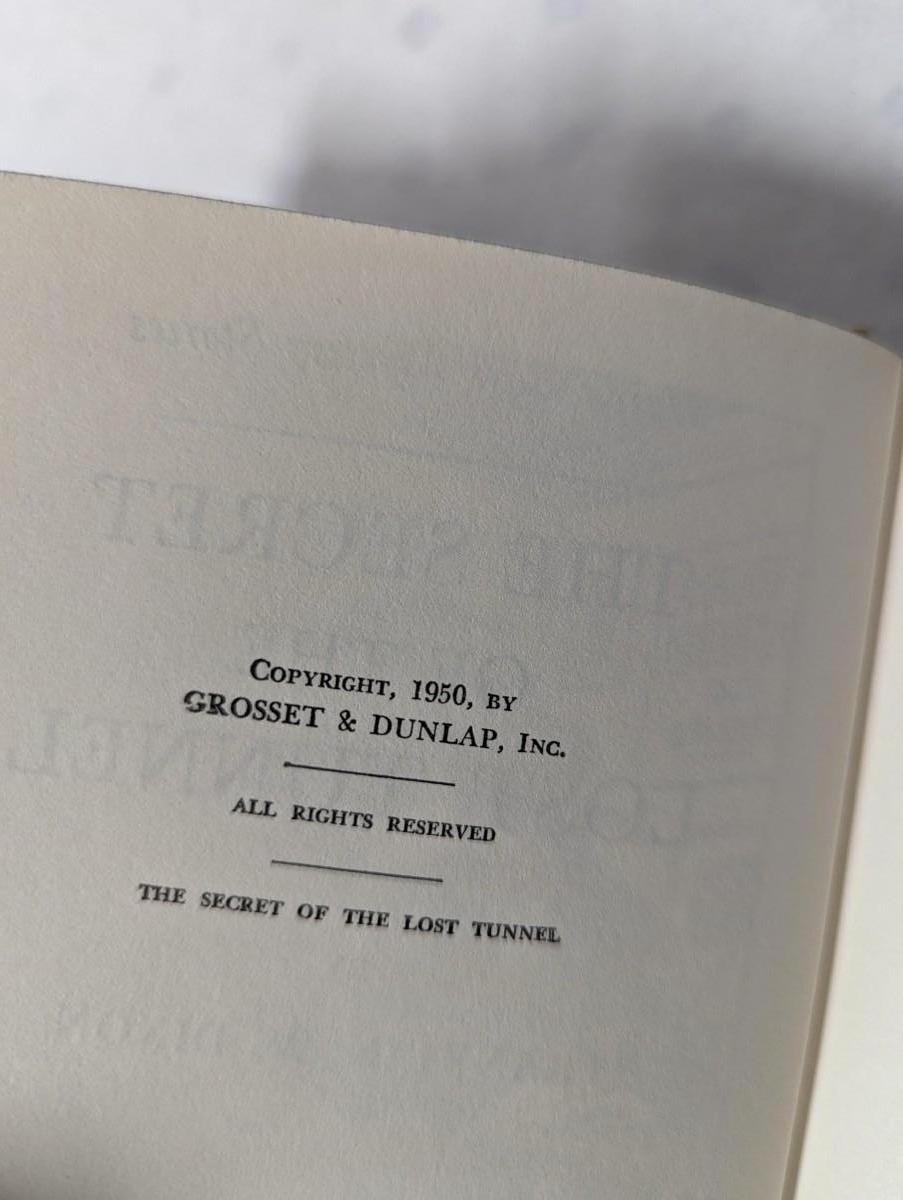 COPYRIGHT, 1950, BY
GROSSET & DUNLAP, INC.
ALL RIGHTS RESERVED
THE SECRET OF THE LOST TUNNEL